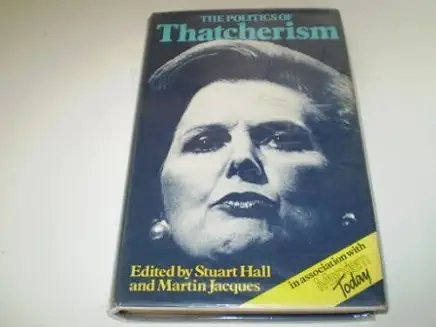 THE POLITICS OF
Thatcherism
Edited by Stuart Hall
and Martin Jacques
in association with
Today